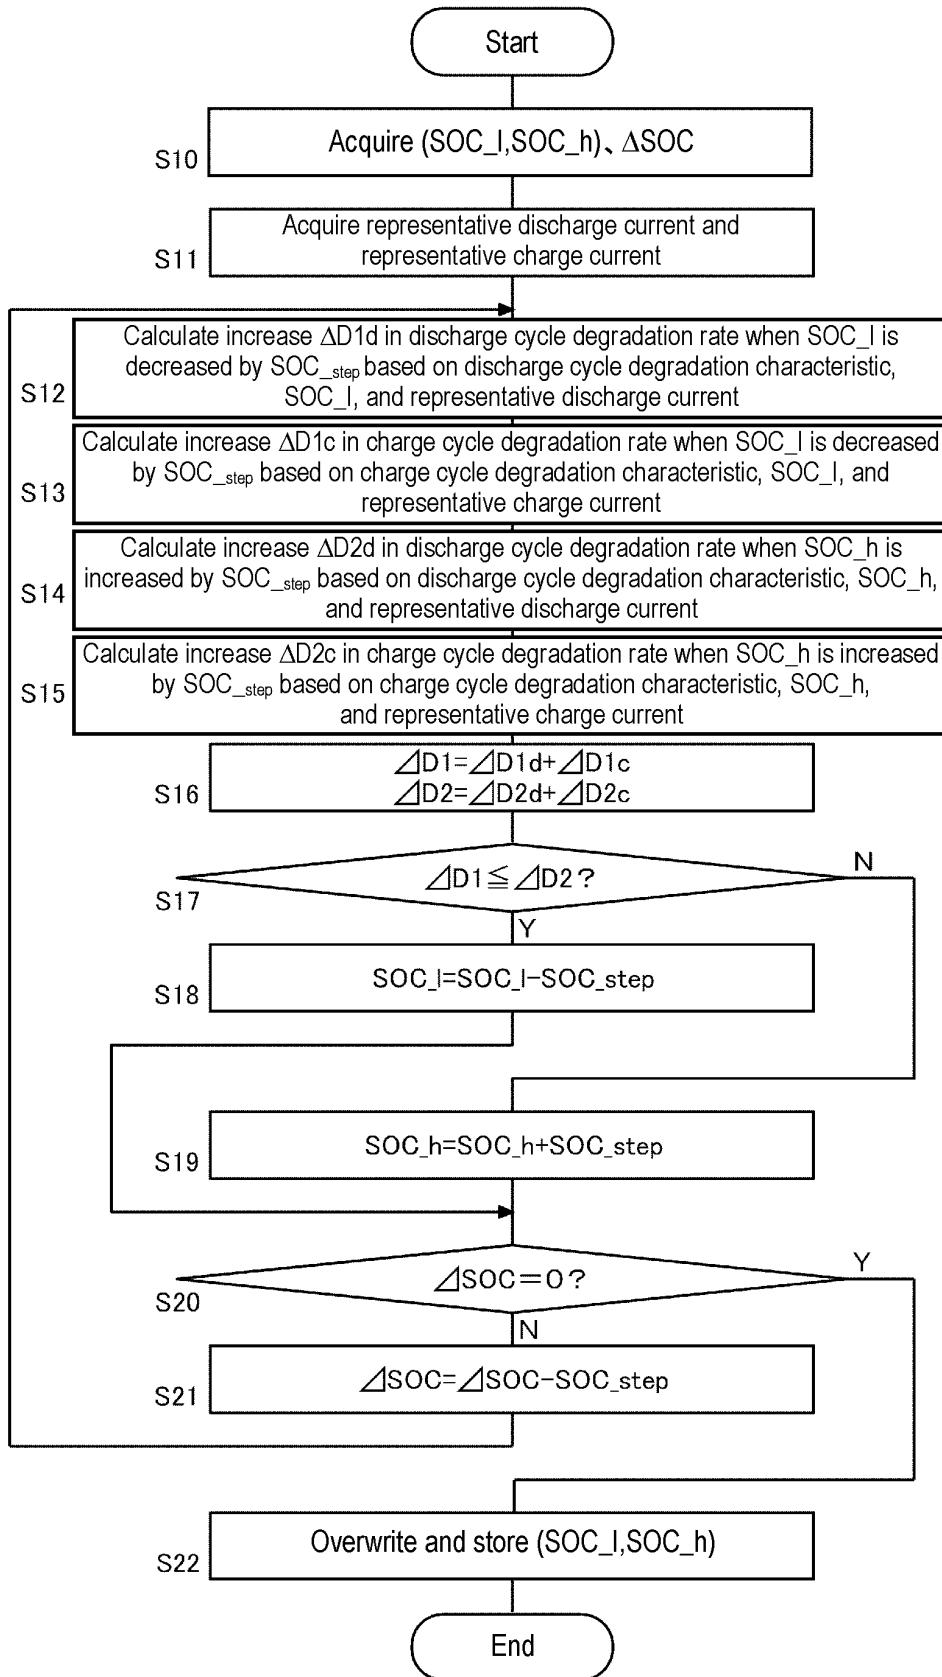 Start
Acquire (SOC_l,SOC_h)、ΔSOC
S10
Acquire representative discharge current and
representative charge current
S11
Calculate increase ΔD1d in discharge cycle degradation rate when SOC_l is
decreased by SOC_step based on discharge cycle degradation characteristic,
SOC_l, and representative discharge current
S12
Calculate increase ΔD1c in charge cycle degradation rate when SOC_l is decreased
by SOC_step based on charge cycle degradation characteristic, SOC_l, and
representative charge current
S13
Calculate increase ΔD2d in discharge cycle degradation rate when SOC_h is
increased by SOC_step based on discharge cycle degradation characteristic, SOC_h,
and representative discharge current
S14
Calculate increase ΔD2c in charge cycle degradation rate when SOC_h is increased
by SOC_step based on charge cycle degradation characteristic, SOC_h,
and representative charge current
S15
⊿D1=⊿D1d+⊿D1c
⊿D2=⊿D2d+⊿D2c
S16
⊿D1≦⊿D2?
N
S17
Y
SOC_l=SOC_l-SOC_step
S18
SOC_h=SOC_h+SOC_step
S19
⊿SOC=0?
Y
S20
N
⊿SOC=⊿SOC-SOC_step
S21
Overwrite and store (SOC_l,SOC_h)
S22
End